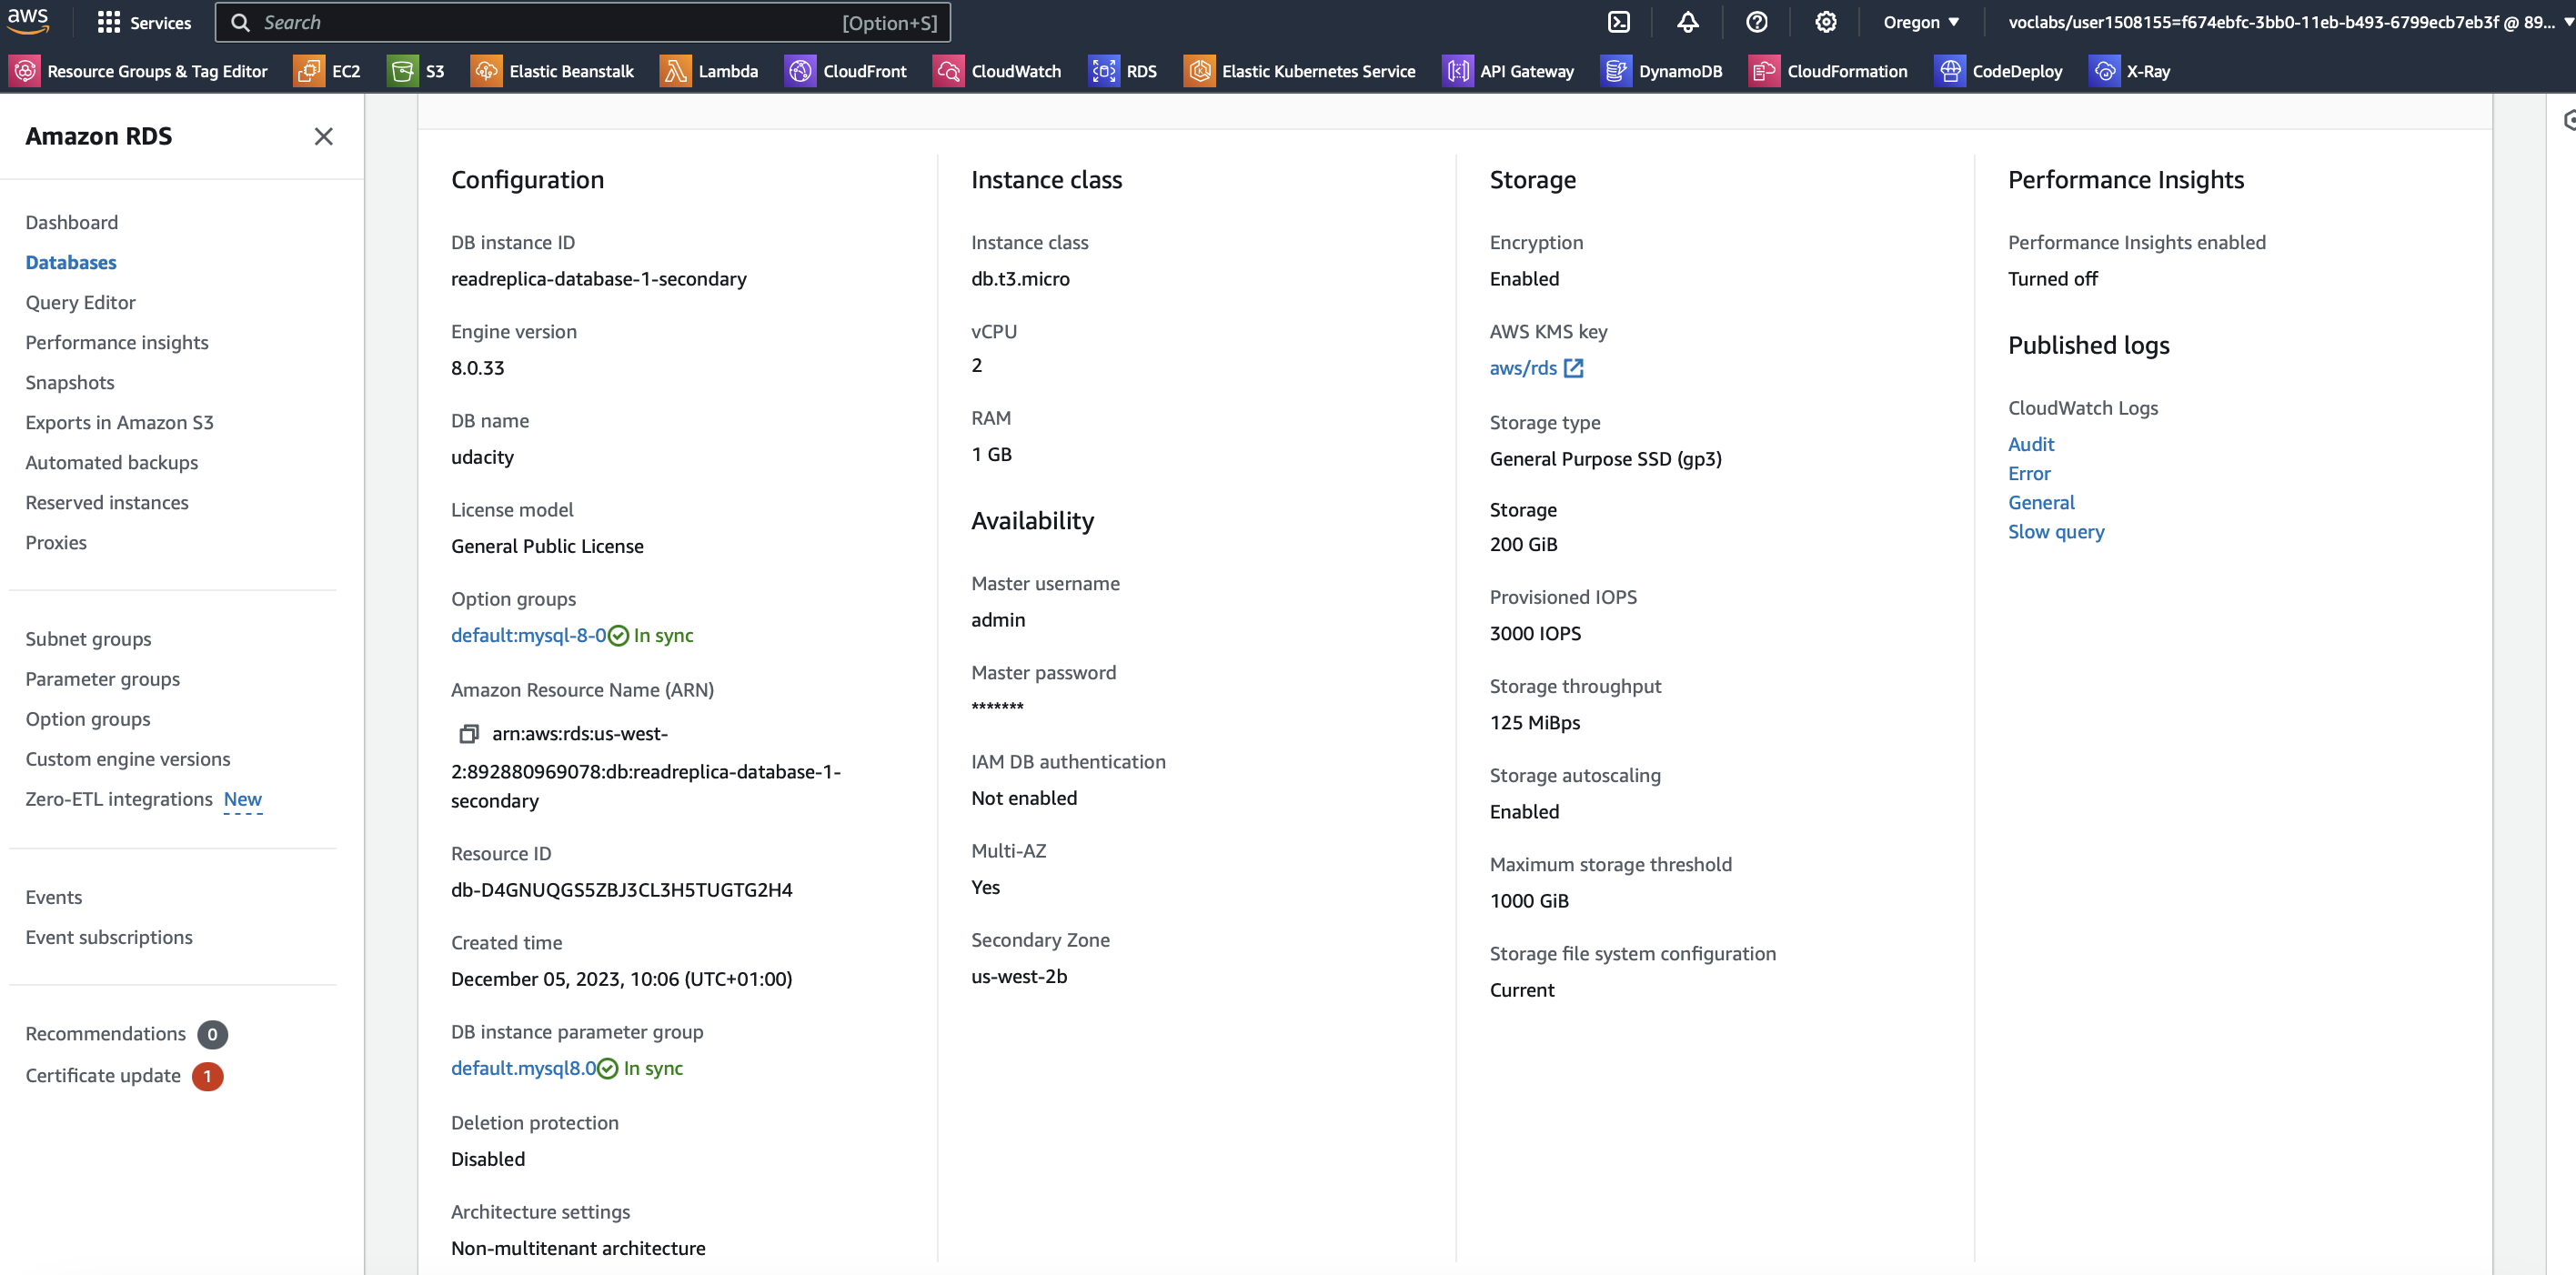 aws
Services
Search
[Option+S]
Oregon
voclabs/user1508155=f674ebfc-3bb0-11eb-b493-6799ecb7eb3f @ 89...
Resource Groups & Tag Editor
EC2
S3
Elastic Beanstalk
Lambda
CloudFront
CloudWatch
RDS
Elastic Kubernetes Service
API Gateway
DynamoDB
CloudFormation
CodeDeploy
X-Ray
Amazon RDS
Dashboard
Databases
Query Editor
Performance insights
Snapshots
Exports in Amazon S3
Automated backups
Reserved instances
Proxies
Subnet groups
Parameter groups
Option groups
Custom engine versions
Zero-ETL integrations New
Events
Event subscriptions
Recommendations 0
Certificate update 1
Configuration
DB instance ID
readreplica-database-1-secondary
Engine version
8.0.33
DB name
udacity
License model
General Public License
Option groups
default:mysql-8-0 In sync
Amazon Resource Name (ARN)
arn:aws:rds:us-west-
2:892880969078:db:readreplica-database-1-
secondary
Resource ID
db-D4GNUQGS5ZBJ3CL3H5TUGTG2H4
Created time
December 05, 2023, 10:06 (UTC+01:00)
DB instance parameter group
default.mysql8.0 In sync
Deletion protection
Disabled
Architecture settings
Non-multitenant architecture
Instance class
Instance class
db.t3.micro
vCPU
2
RAM
1 GB
Availability
Master username
admin
Master password
*******
IAM DB authentication
Not enabled
Multi-AZ
Yes
Secondary Zone
us-west-2b
Storage
Encryption
Enabled
AWS KMS key
aws/rds
Storage type
General Purpose SSD (gp3)
Storage
200 GiB
Provisioned IOPS
3000 IOPS
Storage throughput
125 MiBps
Storage autoscaling
Enabled
Maximum storage threshold
1000 GiB
Storage file system configuration
Current
Performance Insights
Performance Insights enabled
Turned off
Published logs
CloudWatch Logs
Audit
Error
General
Slow query